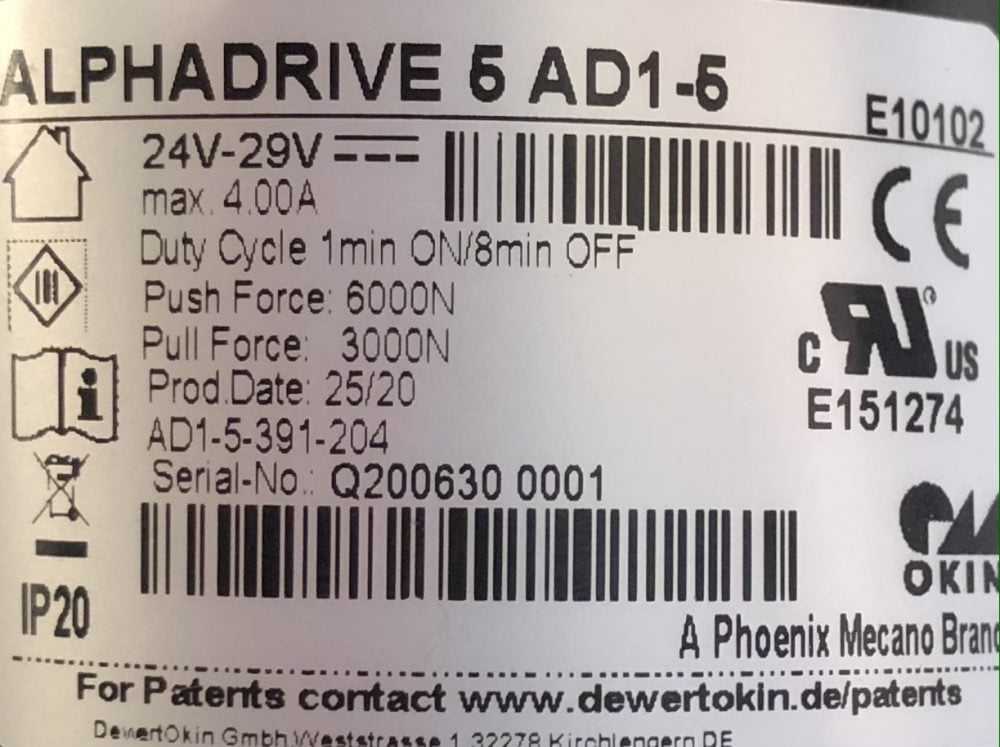 ALPHADRIVE 5 AD1-5
E10102
24V-29V
max. 4.00A
CE
Duty Cycle 1min ON/8min OFF
Push Force: 6000N
Pull Force: 3000N
c RU ® US
E151274
Prod.Date: 25/20
AD1-5-391-204
Serial-No.: Q200630 0001
IP20
OKIN
A Phoenix Mecano Brand
For Patents contact www.dewertokin.de/patents
DewertOkin GmbH Weststrasse 1 32278 Kirchlengern DE